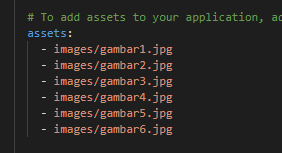 # To add assets to your application, ad
assets:
- images/gambar1.jpg
- images/gambar2.jpg
- images/gambar3.jpg
- images/gambar4.jpg
- images/gambar5.jpg
- images/gambar6.jpg